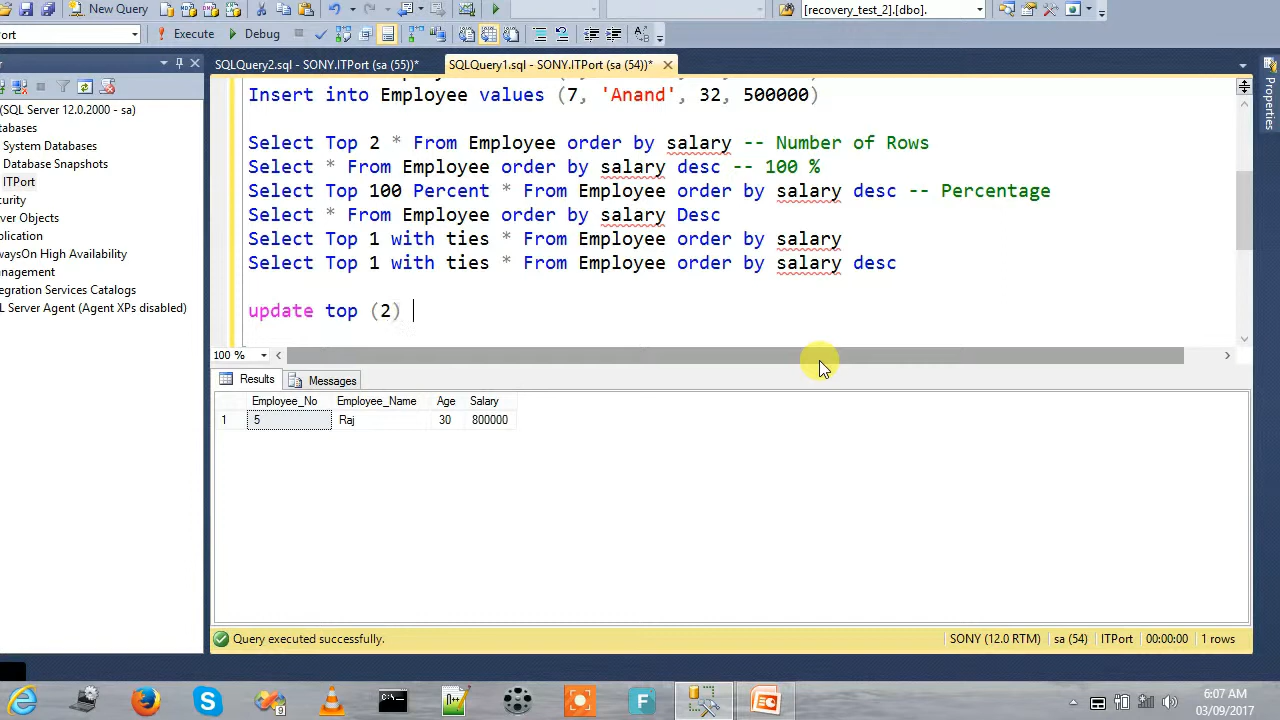 New Query
[recovery_test_2].[dbo].
ort
Execute
Debug
SQLQuery2.sql - SONY.ITPort (sa (55))*
SQLQuery1.sql - SONY.ITPort (sa (54))*
Properties
(SQL Server 12.0.2000 - sa)
tabases
System Databases
Database Snapshots
ITPort
curity
rver Objects
plication
waysOn High Availability
anagement
egration Services Catalogs
L Server Agent (Agent XPs disabled)
Insert into Employee values (7, 'Anand', 32, 500000)
Select Top 2 * From Employee order by salary -- Number of Rows
Select * From Employee order by salary desc -- 100 %
Select Top 100 Percent * From Employee order by salary desc -- Percentage
Select * From Employee order by salary Desc
Select Top 1 with ties * From Employee order by salary
Select Top 1 with ties * From Employee order by salary desc
update top (2)
100 %
Results
Messages
Employee_No Employee_Name Age Salary
1 5 Raj 30 800000
Query executed successfully.
SONY (12.0 RTM) sa (54) ITPort 00:00:00 1 rows
6:07 AM
03/09/2017